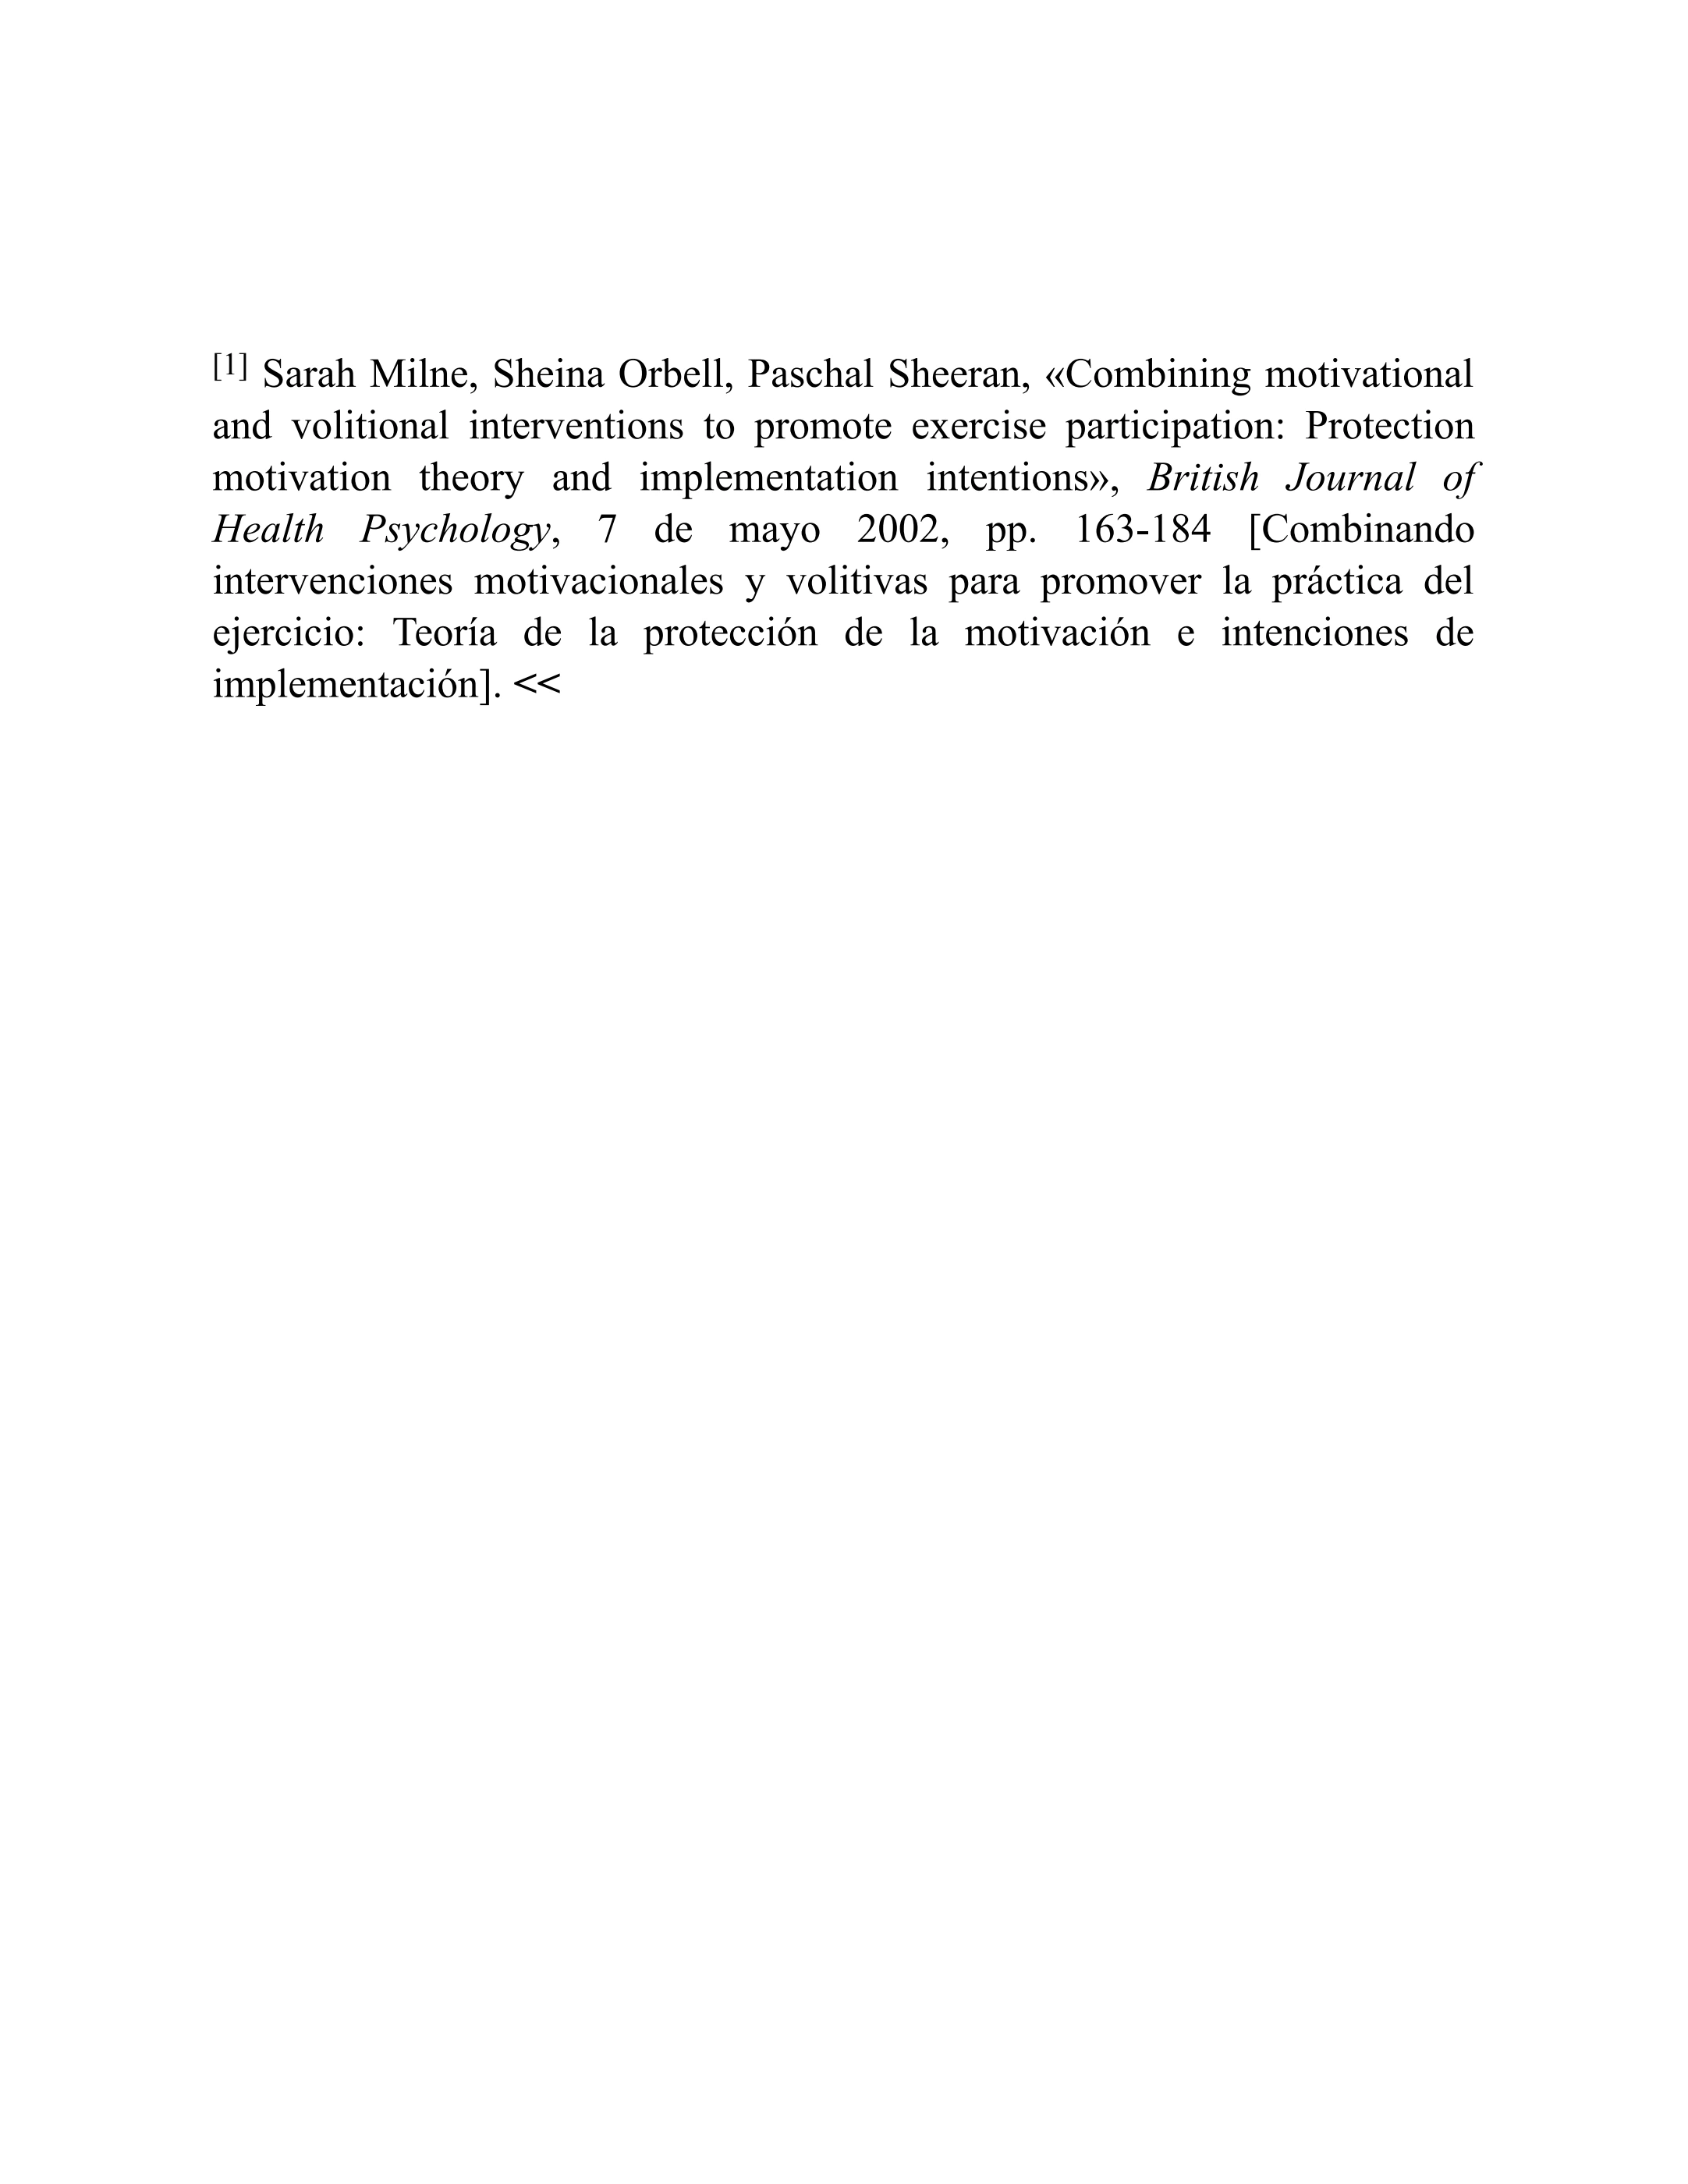 [1] Sarah Milne, Sheina Orbell, Paschal Sheeran, «Combining motivational
and volitional interventions to promote exercise participation: Protection
motivation theory and implementation intentions», British Journal of
Health Psychology, 7 de mayo 2002, pp. 163-184 [Combinando
intervenciones motivacionales y volitivas para promover la práctica del
ejercicio: Teoría de la protección de la motivación e intenciones de
implementación]. <<